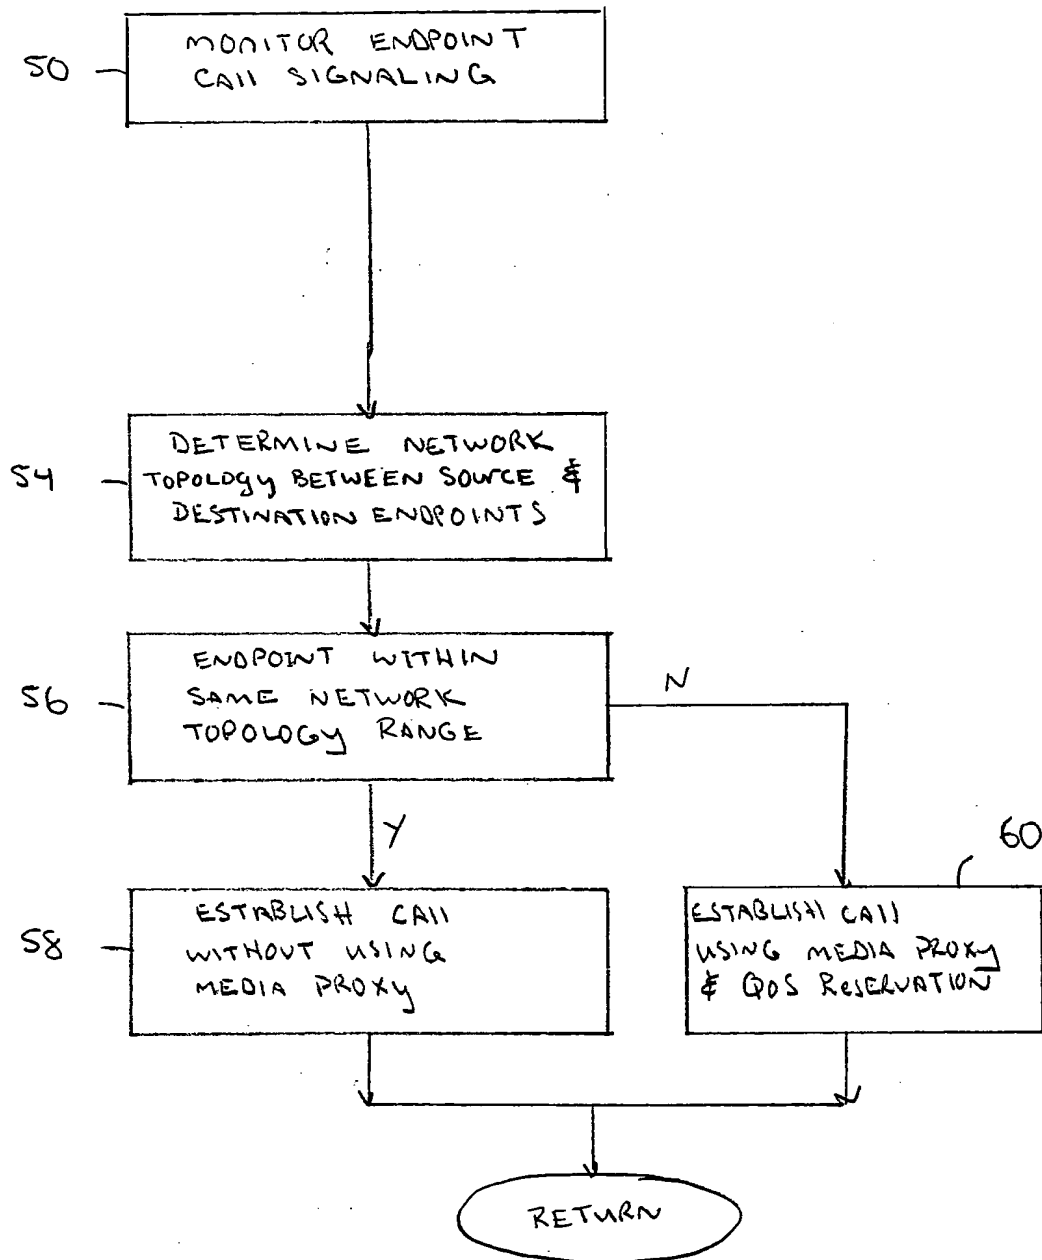 50
MONITOR ENDPOINT
CAll SIGNALING
54
DETERMINE NETWORK
TOPOLOGY BETWEEN SOURCE &
DESTINATION ENDPOINTS
56
ENDPOINT WITHIN
SAME NETWORK
TOPOLOGY RANGE
N
Y
58
ESTABLISH CAll
WITHOUT USING
MEDIA PROXY
60
ESTABLISH CAll
USING MEDIA PROXY
& QoS ReSERVATION
RETURN